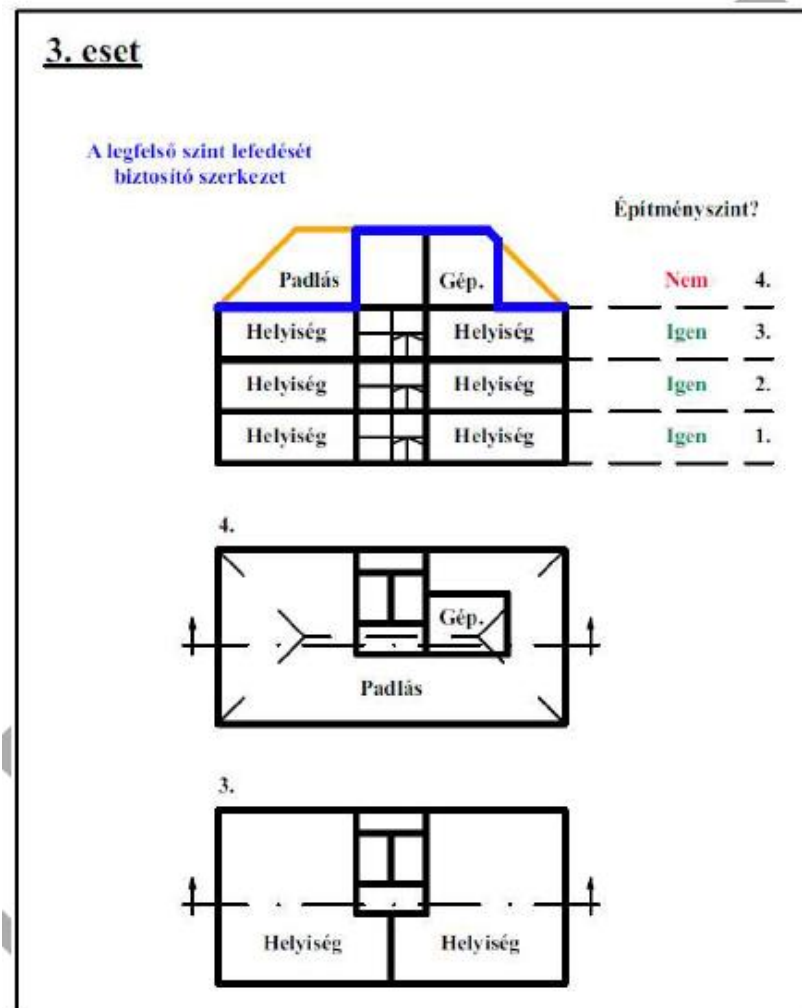 3. eset
A legfelső szint lefedését
biztosító szerkezet
Építményszint?
Padlás Gép. Nem 4.
Helyiség Helyiség Igen 3.
Helyiség Helyiség Igen 2.
Helyiség Helyiség Igen 1.
4.
Gép.
Padlás
3.
Helyiség Helyiség